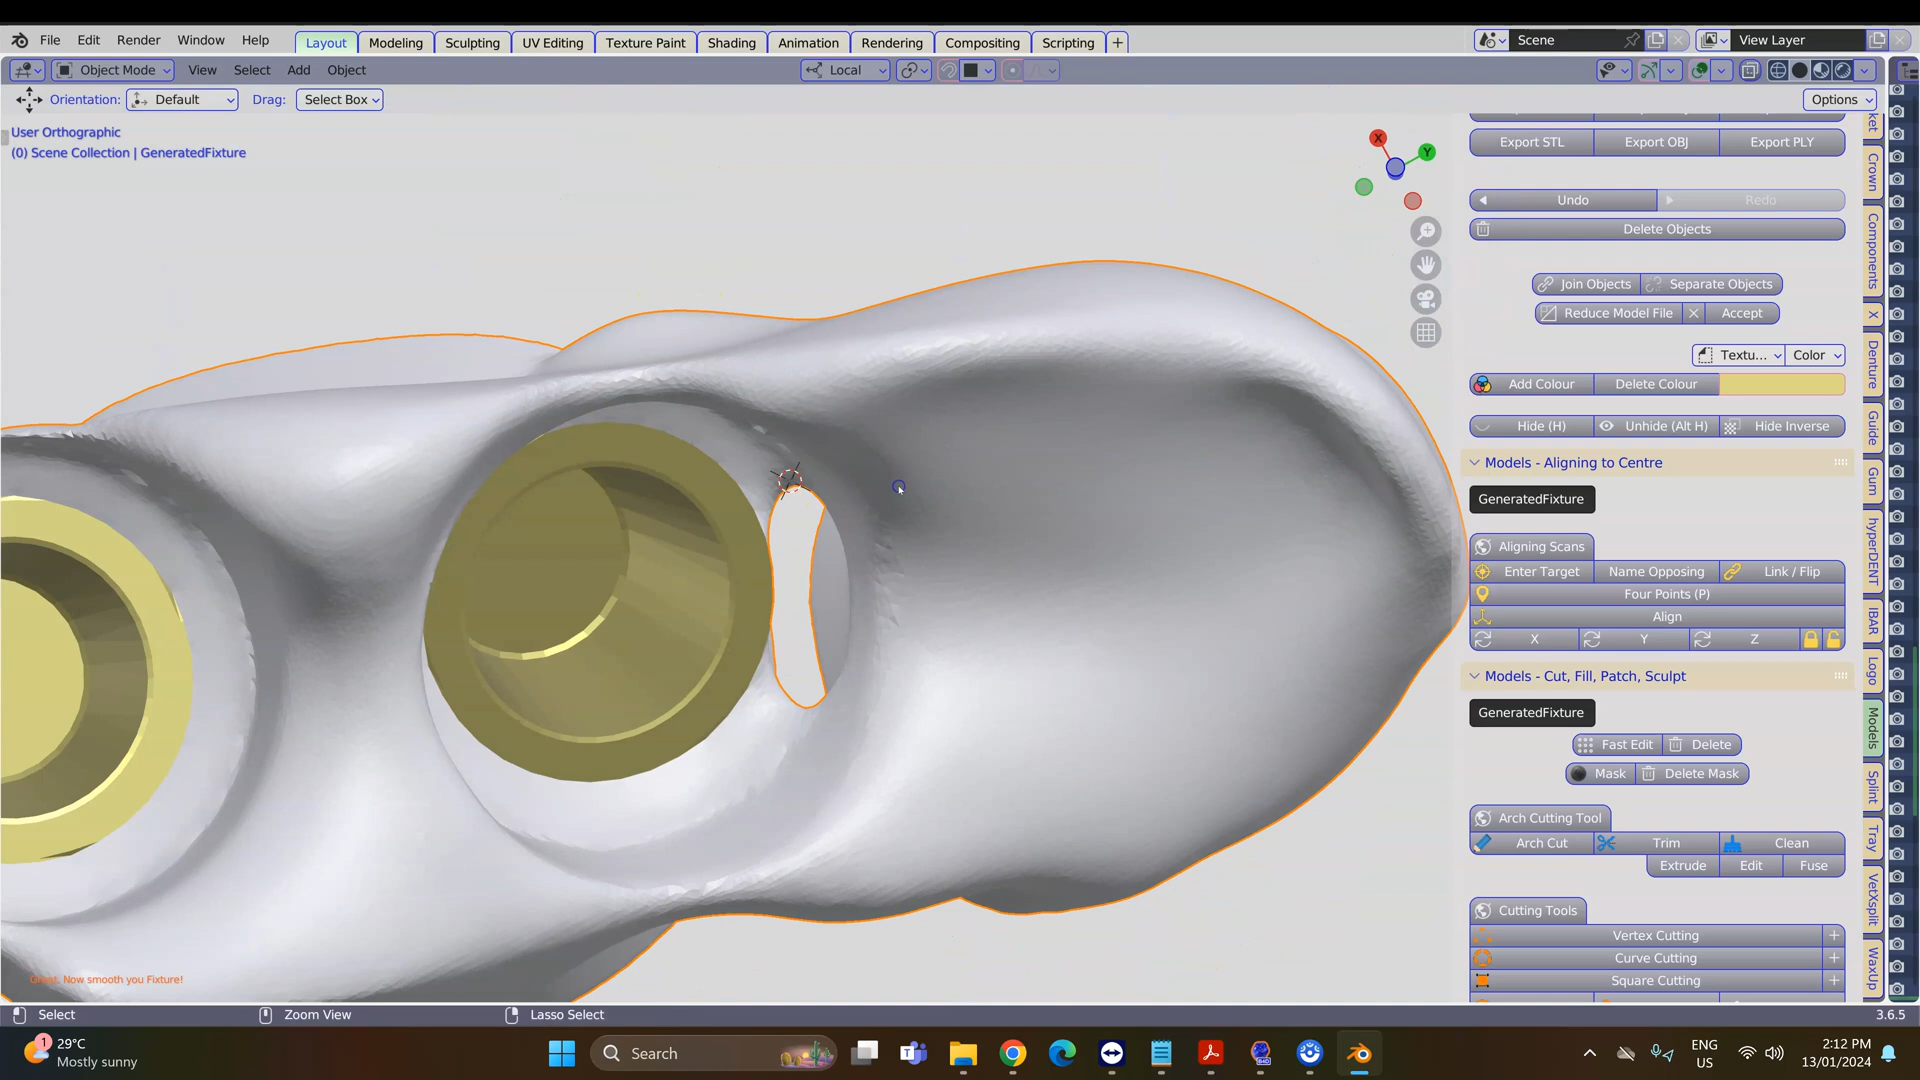 File Edit Render Window Help Layout Modeling Sculpting UV Editing Texture Paint Shading Animation Rendering Compositing Scripting + Scene View Layer
Object Mode View Select Add Object Local
Orientation: Default Drag: Select Box Options
User Orthographic
(0) Scene Collection | GeneratedFixture
X Y
Export STL Export OBJ Export PLY
Undo Redo
Delete Objects
Join Objects Separate Objects
Reduce Model File Accept
Textu... Color
Add Colour Delete Colour
Hide (H) Unhide (Alt H) Hide Inverse
Models - Aligning to Centre
GeneratedFixture
Aligning Scans
Enter Target Name Opposing Link / Flip
Four Points (P)
Align
X Y Z
Models - Cut, Fill, Patch, Sculpt
GeneratedFixture
Fast Edit Delete
Mask Delete Mask
Arch Cutting Tool
Arch Cut Trim Clean
Extrude Edit Fuse
Cutting Tools
Vertex Cutting +
Curve Cutting +
Square Cutting +
Crown
Components
X
Denture
Guide
Gum
hyperDENT
IBAR
Logo
Models
Splint
Tray
VetXsplit
WaxUp
Now smooth you Fixture!
Select Zoom View Lasso Select 3.6.5
1
29°C
Mostly sunny
Search
ENG
US
2:12 PM
13/01/2024